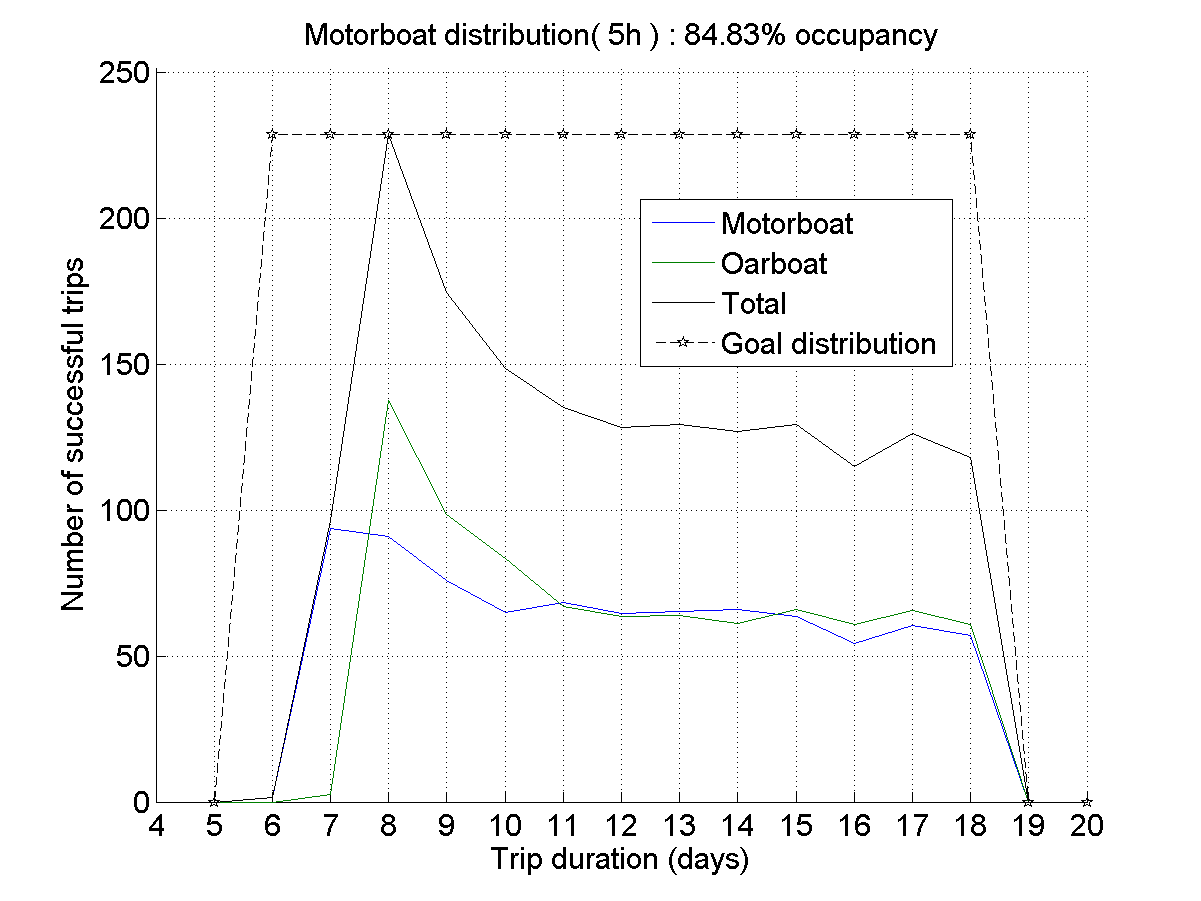 Motorboat distribution( 5h ) : 84.83% occupancy
250
200
150
100
50
0
Number of successful trips
Motorboat
Oarboat
Total
Goal distribution
4 5 6 7 8 9 10 11 12 13 14 15 16 17 18 19 20
Trip duration (days)